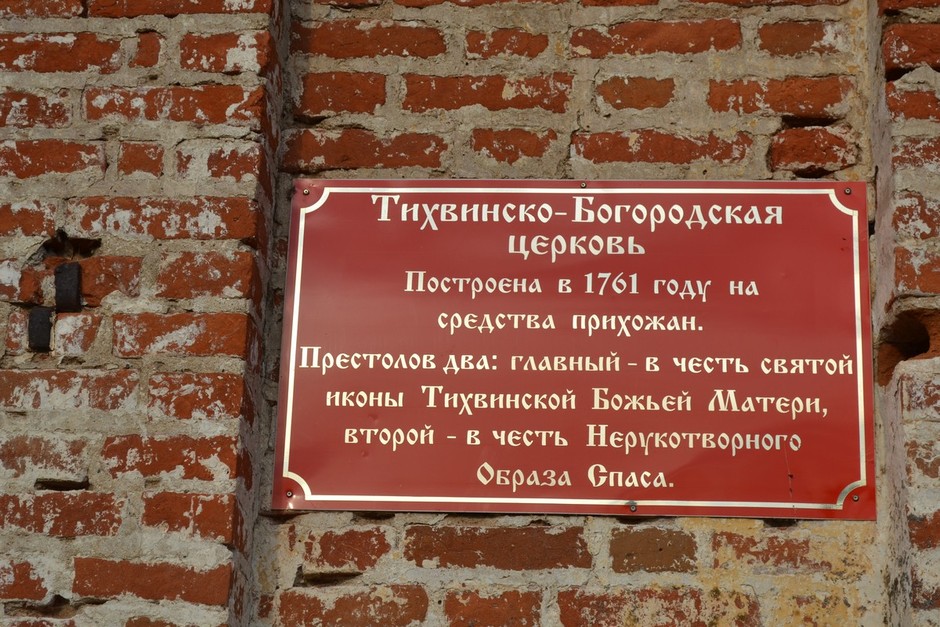 Тихвинско-Богородская
церковь
Построена в 1761 году на
средства прихожан.
Престолов два: главный - в честь святой
иконы Тихвинской Божьей Матери,
второй - в честь Нерукотворного
Образа Спаса.